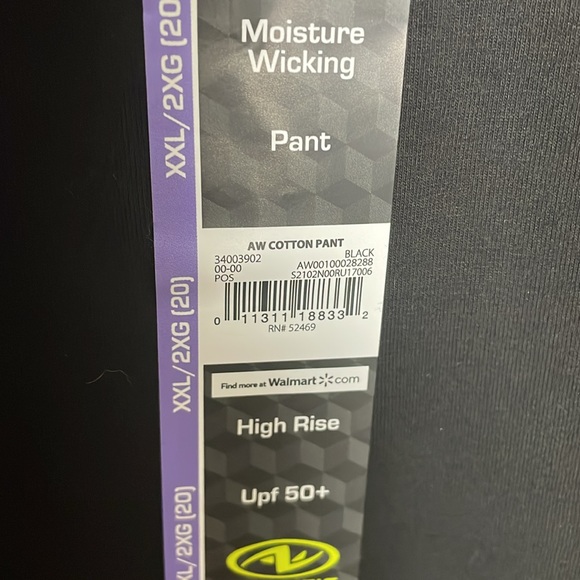 XXL/2XG (20
Moisture
Wicking
Pant
AW COTTON PANT
34003902 BLACK
00-00 AW00100028288
POS S2102N00RU17006
0 11311 18833 2
RN# 52469
XXL/2XG (20)
Find more at Walmart.com
High Rise
Upf 50+
XL/2XG (20)